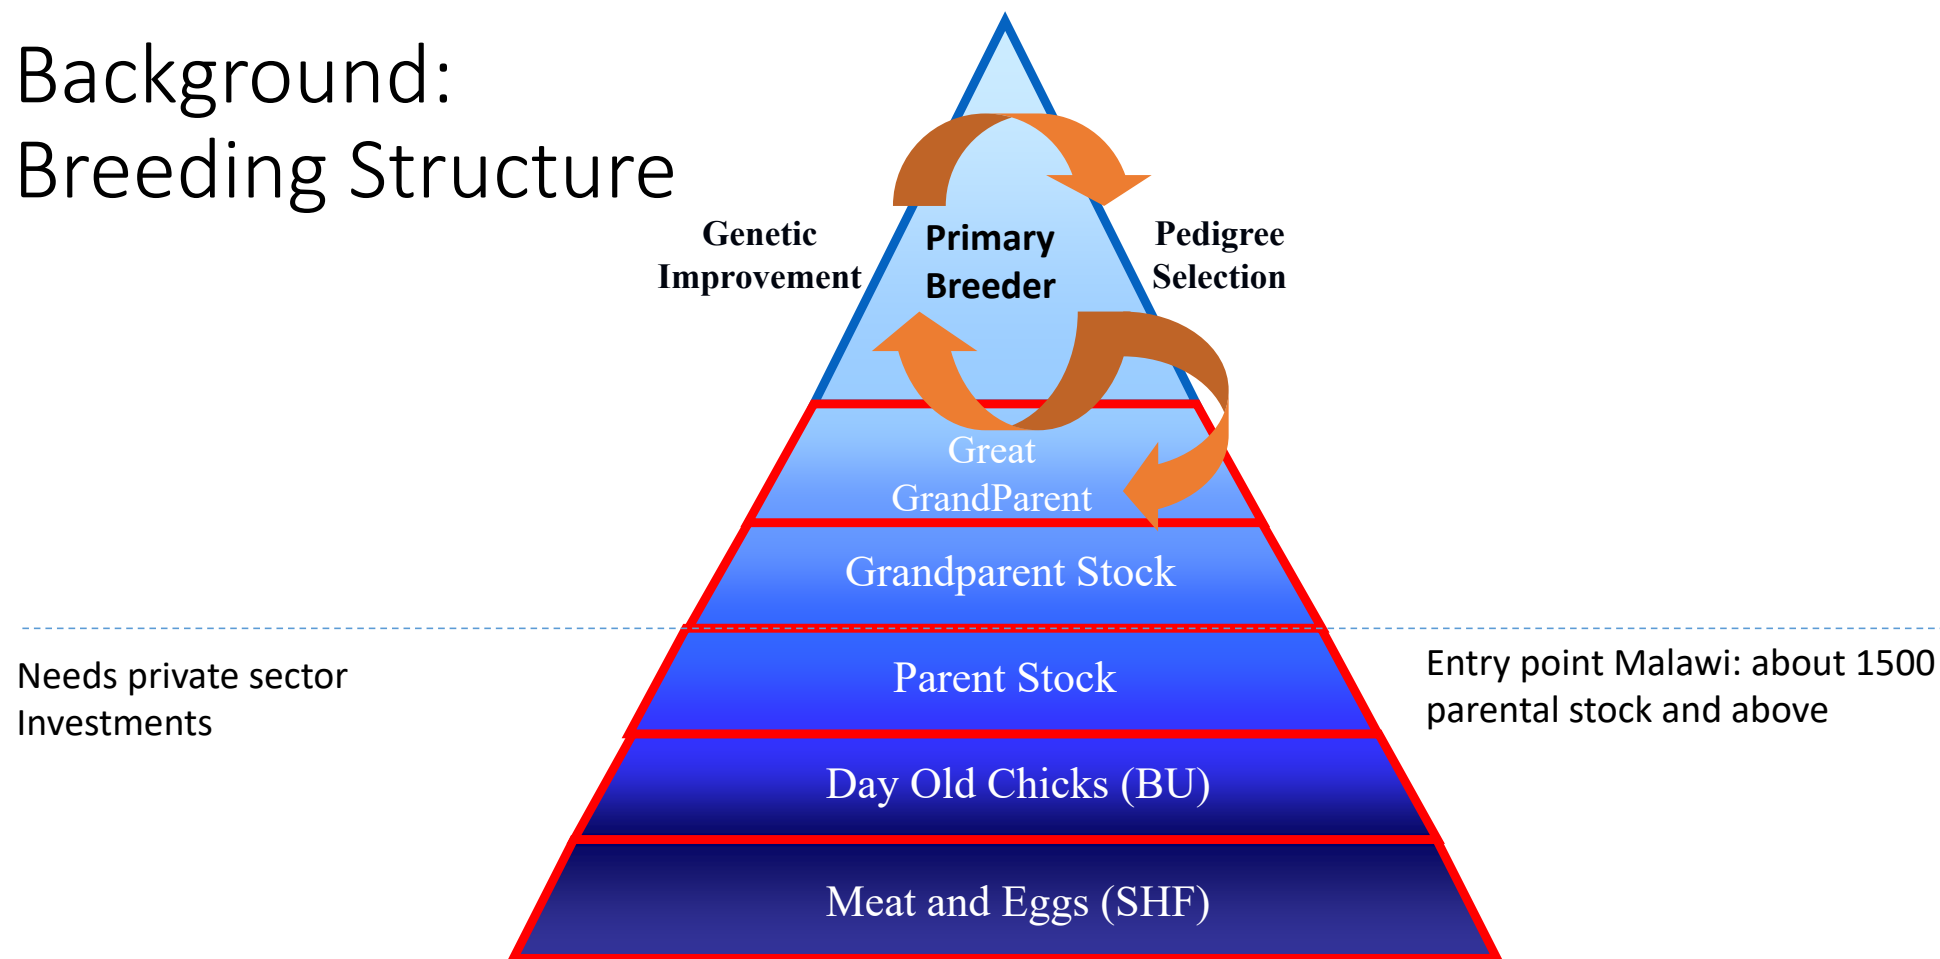 Background:
Breeding Structure
Genetic
Improvement
Primary
Breeder
Pedigree
Selection
Great
GrandParent
Grandparent Stock
Needs private sector
Investments
Parent Stock
Entry point Malawi: about 1500
parental stock and above
Day Old Chicks (BU)
Meat and Eggs (SHF)